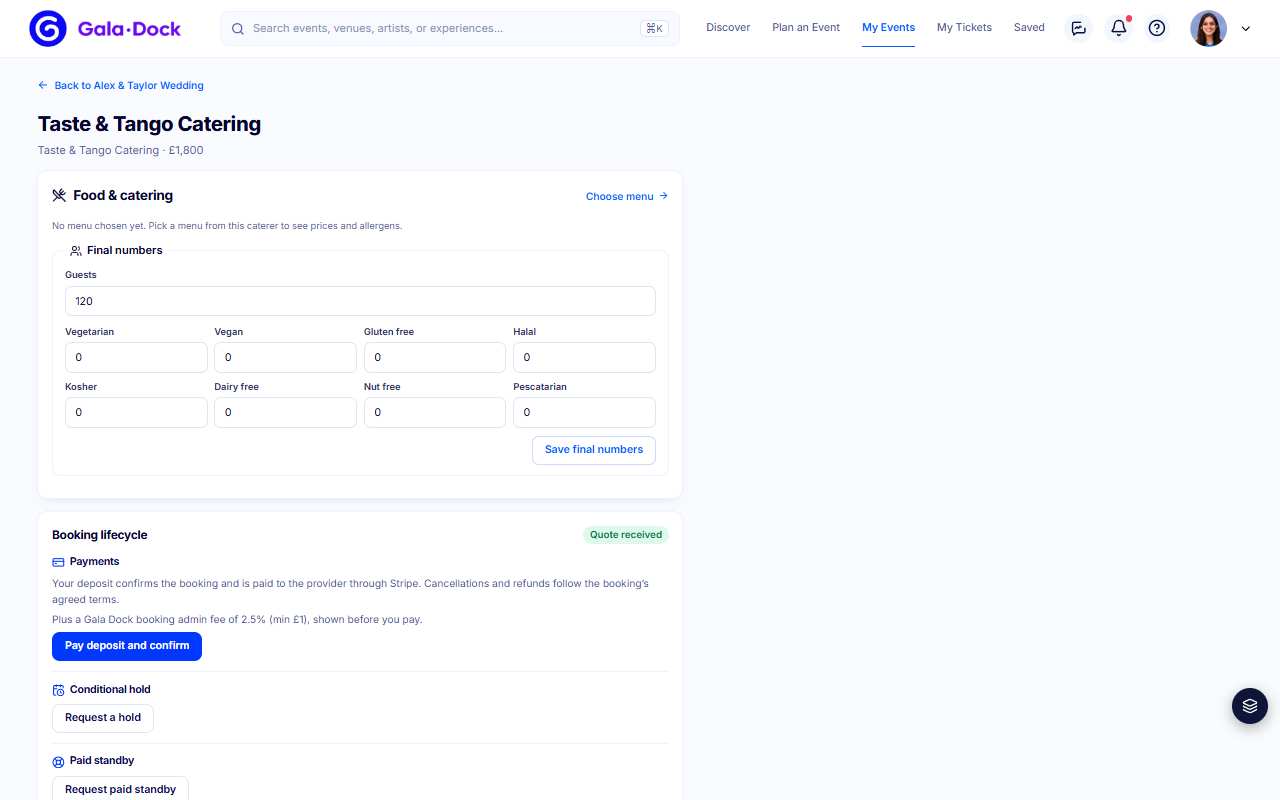 Gala·Dock
Search events, venues, artists, or experiences...
⌘K
Discover
Plan an Event
My Events
My Tickets
Saved
Back to Alex & Taylor Wedding
Taste & Tango Catering
Taste & Tango Catering · £1,800
Food & catering
Choose menu
No menu chosen yet. Pick a menu from this caterer to see prices and allergens.
Final numbers
Guests
120
Vegetarian
Vegan
Gluten free
Halal
0
0
0
0
Kosher
Dairy free
Nut free
Pescatarian
0
0
0
0
Save final numbers
Booking lifecycle
Quote received
Payments
Your deposit confirms the booking and is paid to the provider through Stripe. Cancellations and refunds follow the booking's
agreed terms.
Plus a Gala Dock booking admin fee of 2.5% (min £1), shown before you pay.
Pay deposit and confirm
Conditional hold
Request a hold
Paid standby
Request paid standby